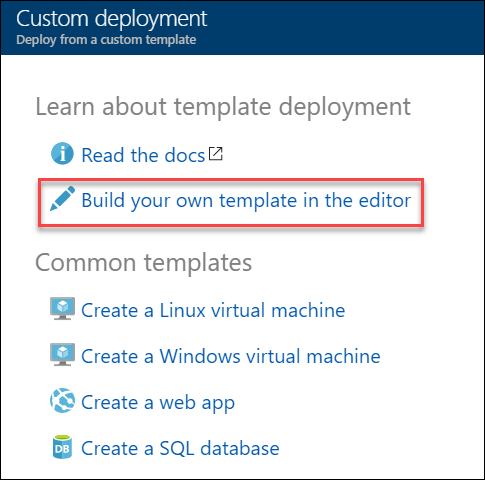 Custom deployment
Deploy from a custom template
Learn about template deployment
Read the docs
Build your own template in the editor
Common templates
Create a Linux virtual machine
Create a Windows virtual machine
Create a web app
DB Create a SQL database